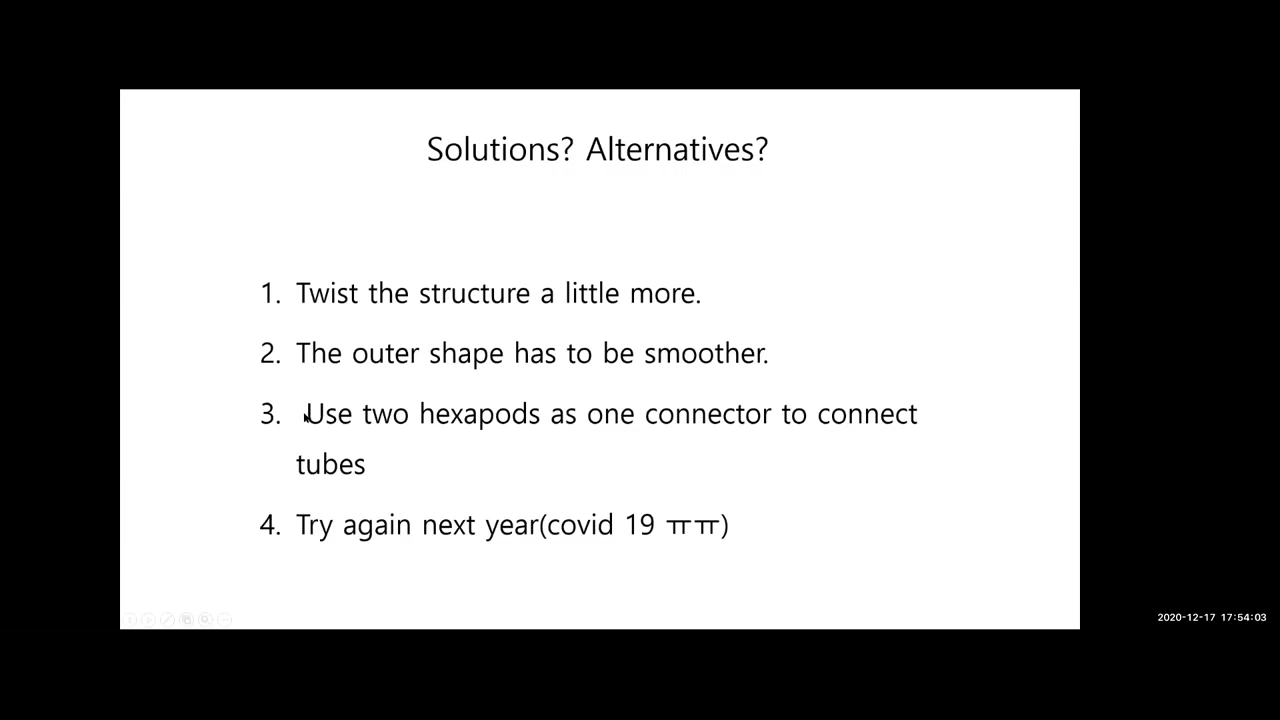 Solutions? Alternatives?
1. Twist the structure a little more.
2. The outer shape has to be smoother.
3. Use two hexapods as one connector to connect
tubes
4. Try again next year(covid 19 ㅠㅠ)
2020-12-17 17:54:03